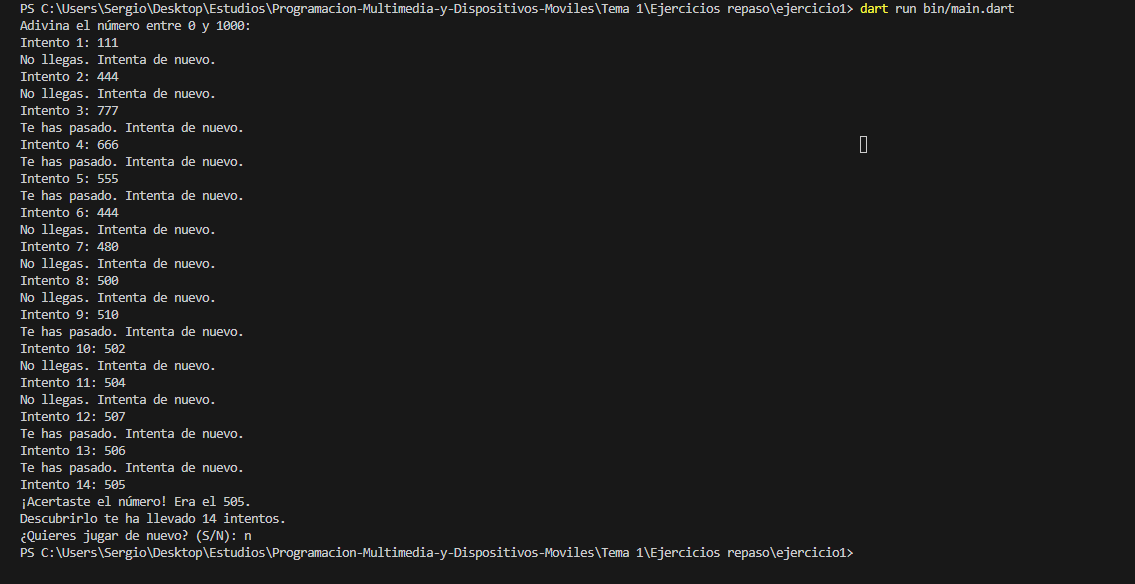 PS C:\Users\Sergio\Desktop\Estudios\Programacion-Multimedia-y-Dispositivos-Moviles\Tema 1\Ejercicios repaso\ejercicio1> dart run bin/main.dart
Adivina el número entre 0 y 1000:
Intento 1: 111
No llegas. Intenta de nuevo.
Intento 2: 444
No llegas. Intenta de nuevo.
Intento 3: 777
Te has pasado. Intenta de nuevo.
Intento 4: 666
Te has pasado. Intenta de nuevo.
Intento 5: 555
Te has pasado. Intenta de nuevo.
Intento 6: 444
No llegas. Intenta de nuevo.
Intento 7: 480
No llegas. Intenta de nuevo.
Intento 8: 500
No llegas. Intenta de nuevo.
Intento 9: 510
Te has pasado. Intenta de nuevo.
Intento 10: 502
No llegas. Intenta de nuevo.
Intento 11: 504
No llegas. Intenta de nuevo.
Intento 12: 507
Te has pasado. Intenta de nuevo.
Intento 13: 506
Te has pasado. Intenta de nuevo.
Intento 14: 505
¡Acertaste el número! Era el 505.
Descubrirlo te ha llevado 14 intentos.
¿Quieres jugar de nuevo? (S/N): n
PS C:\Users\Sergio\Desktop\Estudios\Programacion-Multimedia-y-Dispositivos-Moviles\Tema 1\Ejercicios repaso\ejercicio1>